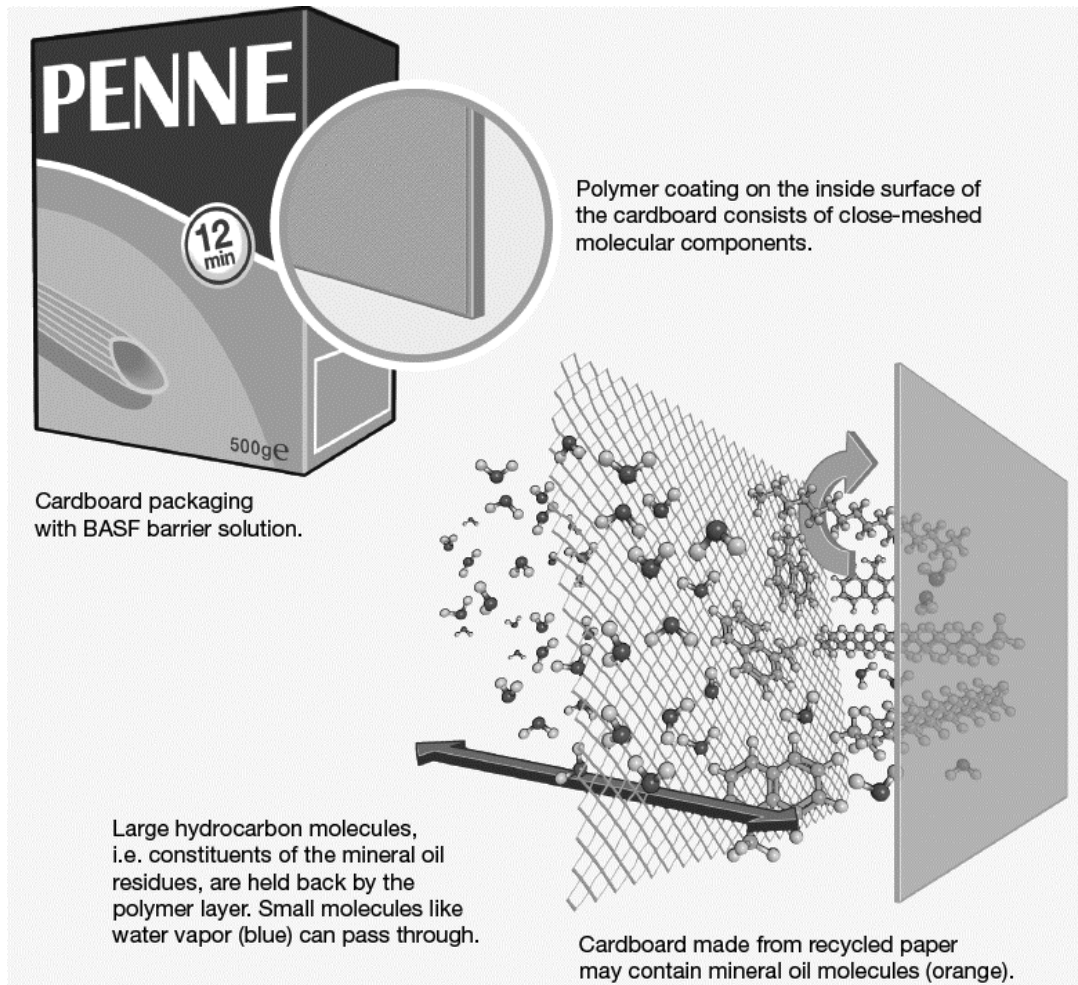 PENNE
12
min
500g℮
Polymer coating on the inside surface of
the cardboard consists of close-meshed
molecular components.
Cardboard packaging
with BASF barrier solution.
Large hydrocarbon molecules,
i.e. constituents of the mineral oil
residues, are held back by the
polymer layer. Small molecules like
water vapor (blue) can pass through.
Cardboard made from recycled paper
may contain mineral oil molecules (orange).